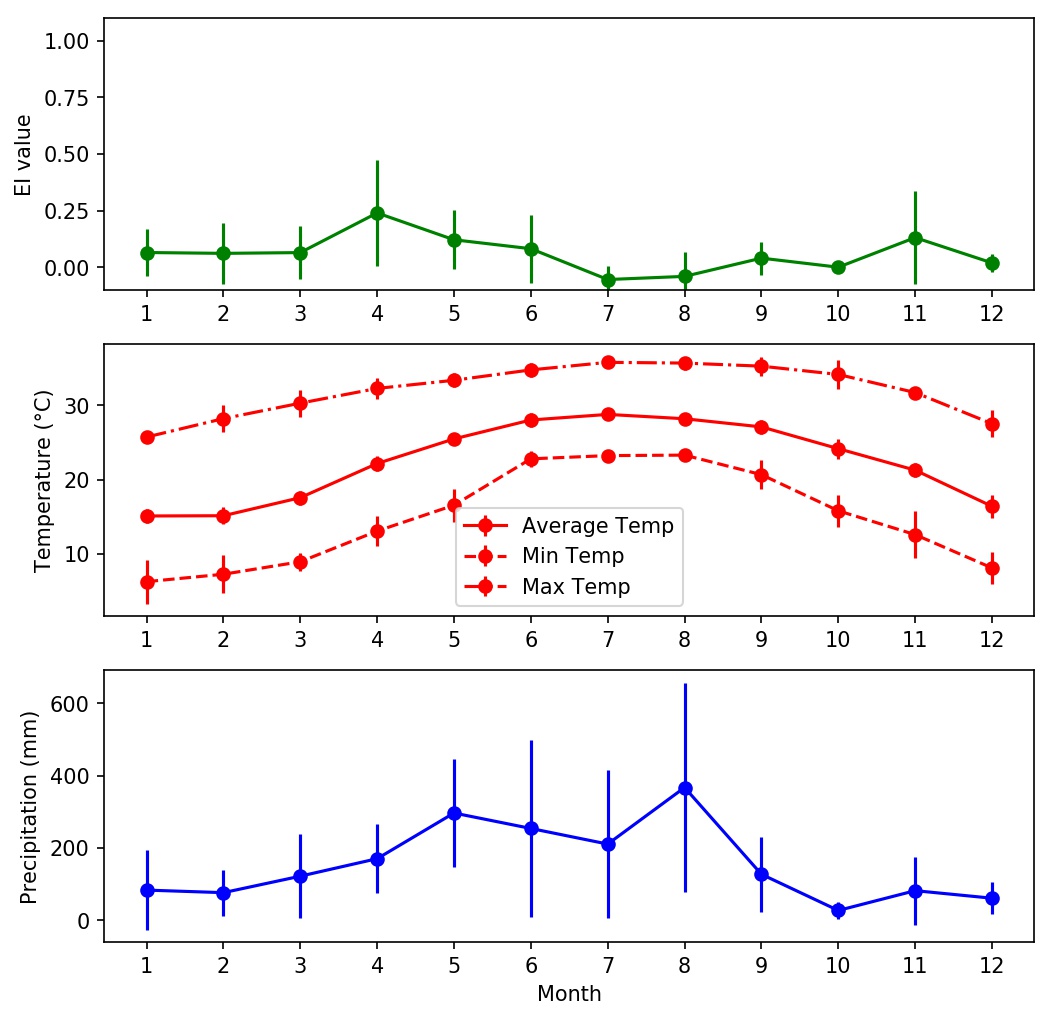 EI value
1.00
0.75
0.50
0.25
0.00
1 2 3 4 5 6 7 8 9 10 11 12
Temperature (°C)
30
20
10
Average Temp
Min Temp
Max Temp
1 2 3 4 5 6 7 8 9 10 11 12
Precipitation (mm)
600
400
200
0
1 2 3 4 5 6 7 8 9 10 11 12
Month